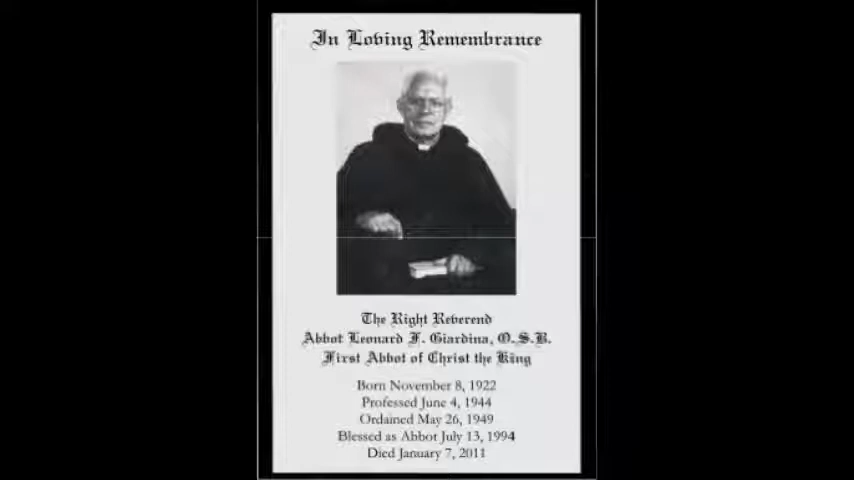 In Loving Remembrance
The Right Reverend
Abbot Leonard F. Giardina, O.S.B.
First Abbot of Christ the King
Born November 8, 1922
Professed June 4, 1944
Ordained May 26, 1949
Blessed as Abbot July 13, 1994
Died January 7, 2011